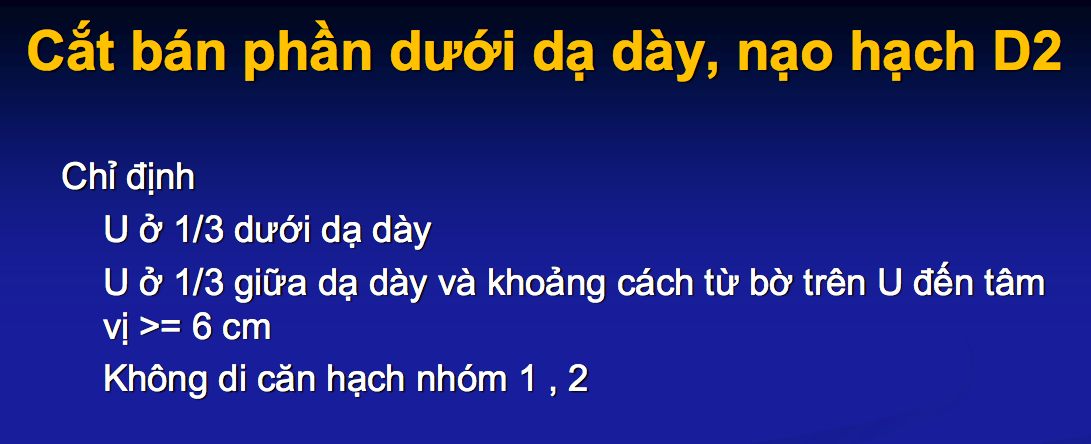 Cắt bán phần dưới dạ dày, nạo hạch D2
Chỉ định
U ở 1/3 dưới dạ dày
U ở 1/3 giữa dạ dày và khoảng cách từ bờ trên U đến tâm
vị >= 6 cm
Không di căn hạch nhóm 1 , 2